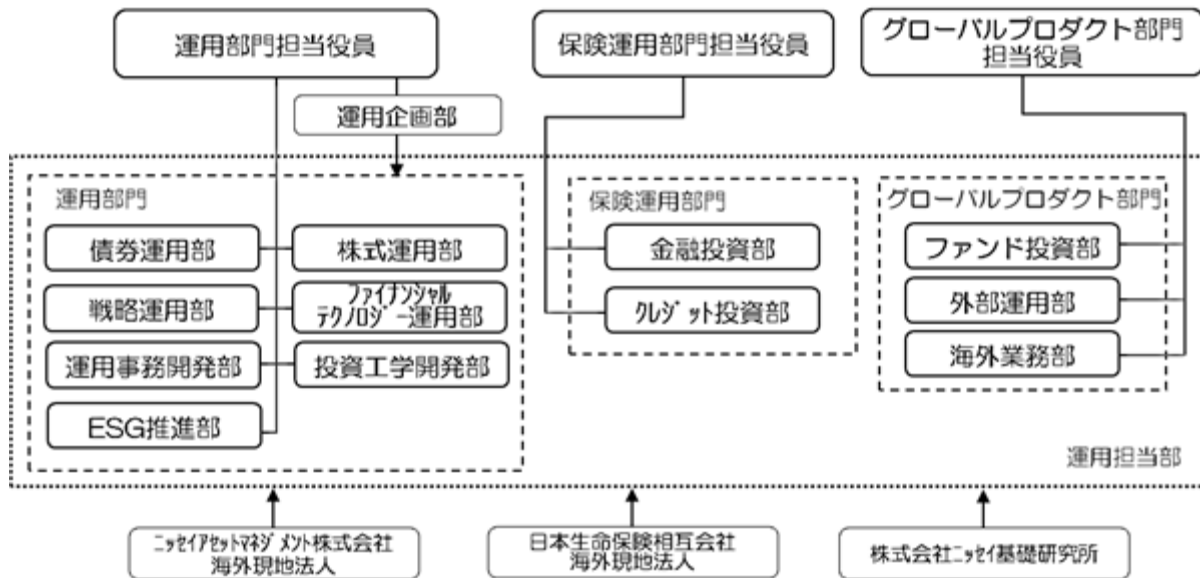 運用部門担当役員
保険運用部門担当役員
グローバルプロダクト部門
担当役員
運用企画部
運用部門
債券運用部
株式運用部
戦略運用部
ファイナンシャル
テクノロジー運用部
運用事務開発部
投資工学開発部
ESG推進部
保険運用部門
金融投資部
クレジット投資部
グローバルプロダクト部門
ファンド投資部
外部運用部
海外業務部
運用担当部
ニッセイアセットマネジメント株式会社
海外現地法人
日本生命保険相互会社
海外現地法人
株式会社ニッセイ基礎研究所